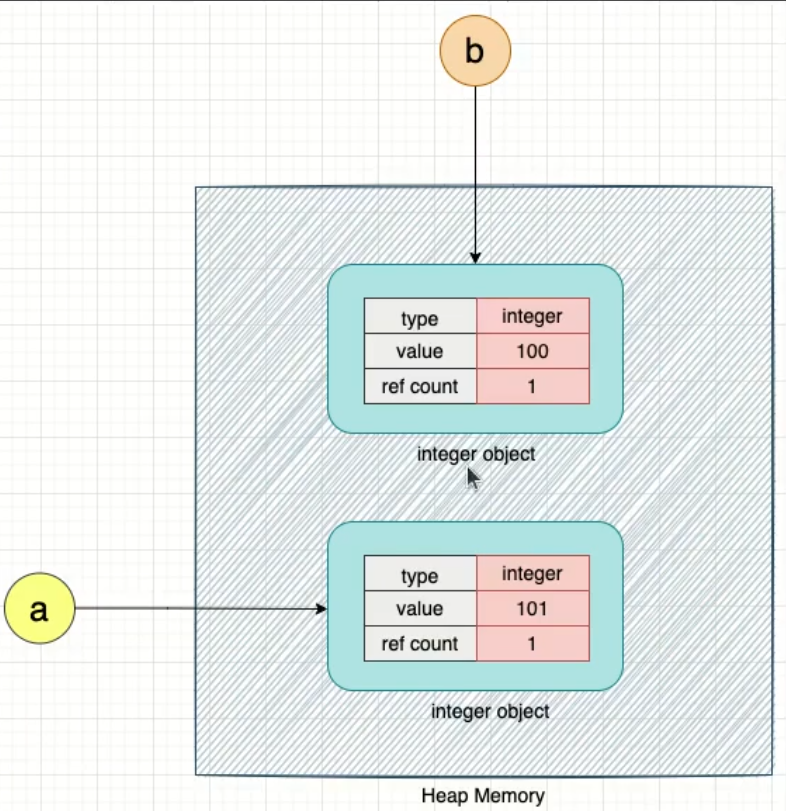 b
type integer
value 100
ref count 1
integer object
a
type integer
value 101
ref count 1
integer object
Heap Memory